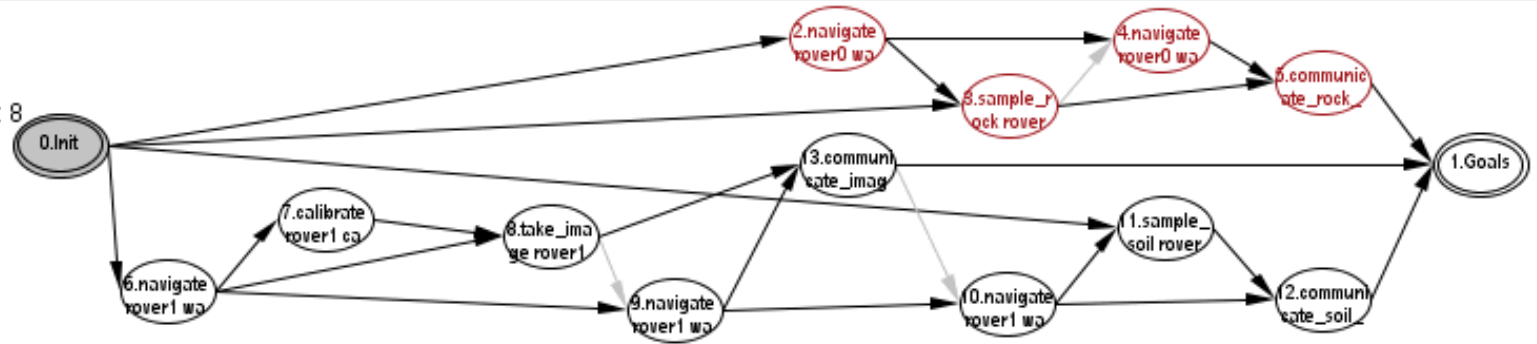 : 8
0.Init
2.navigate
rover0 wa
4.navigate
rover0 wa
3.sample_r
ock rover
5.communic
ate_rock_
1.Goals
13.communi
cate_imag
7.calibrate
rover1 ca
8.take_ima
ge rover1
11.sample_
soil rover
6.navigate
rover1 wa
9.navigate
rover1 wa
10.navigate
rover1 wa
12.communi
cate_soil_